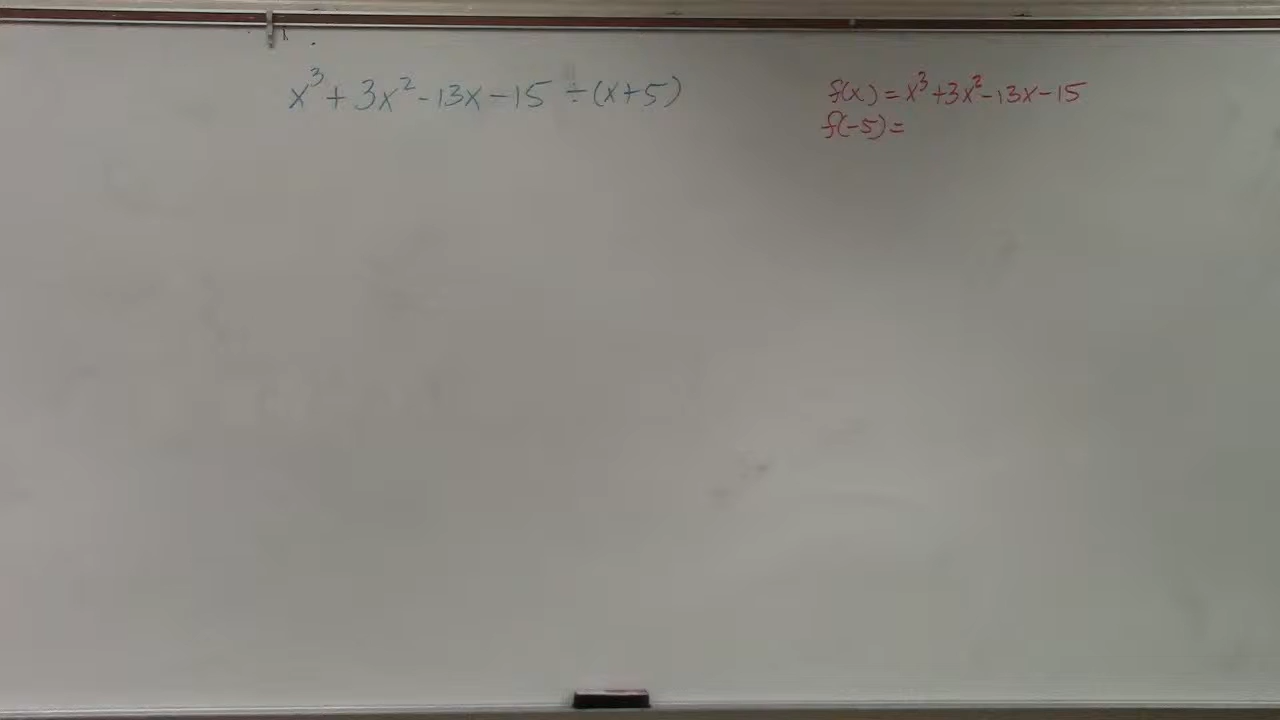 x³ + 3x² - 13x - 15 ÷ (x + 5)
f(x) = x³ + 3x² - 13x - 15
f(-5) =